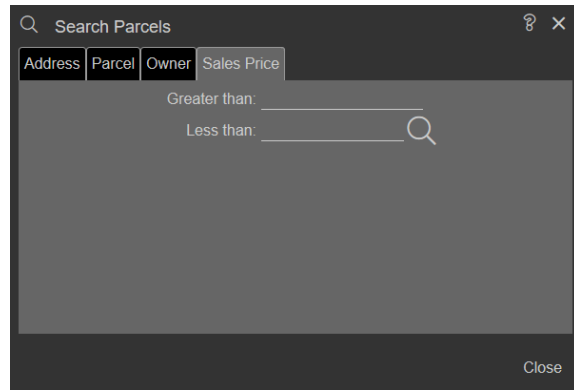 Search Parcels ?
Address Parcel Owner Sales Price
Greater than:
Less than:
Close